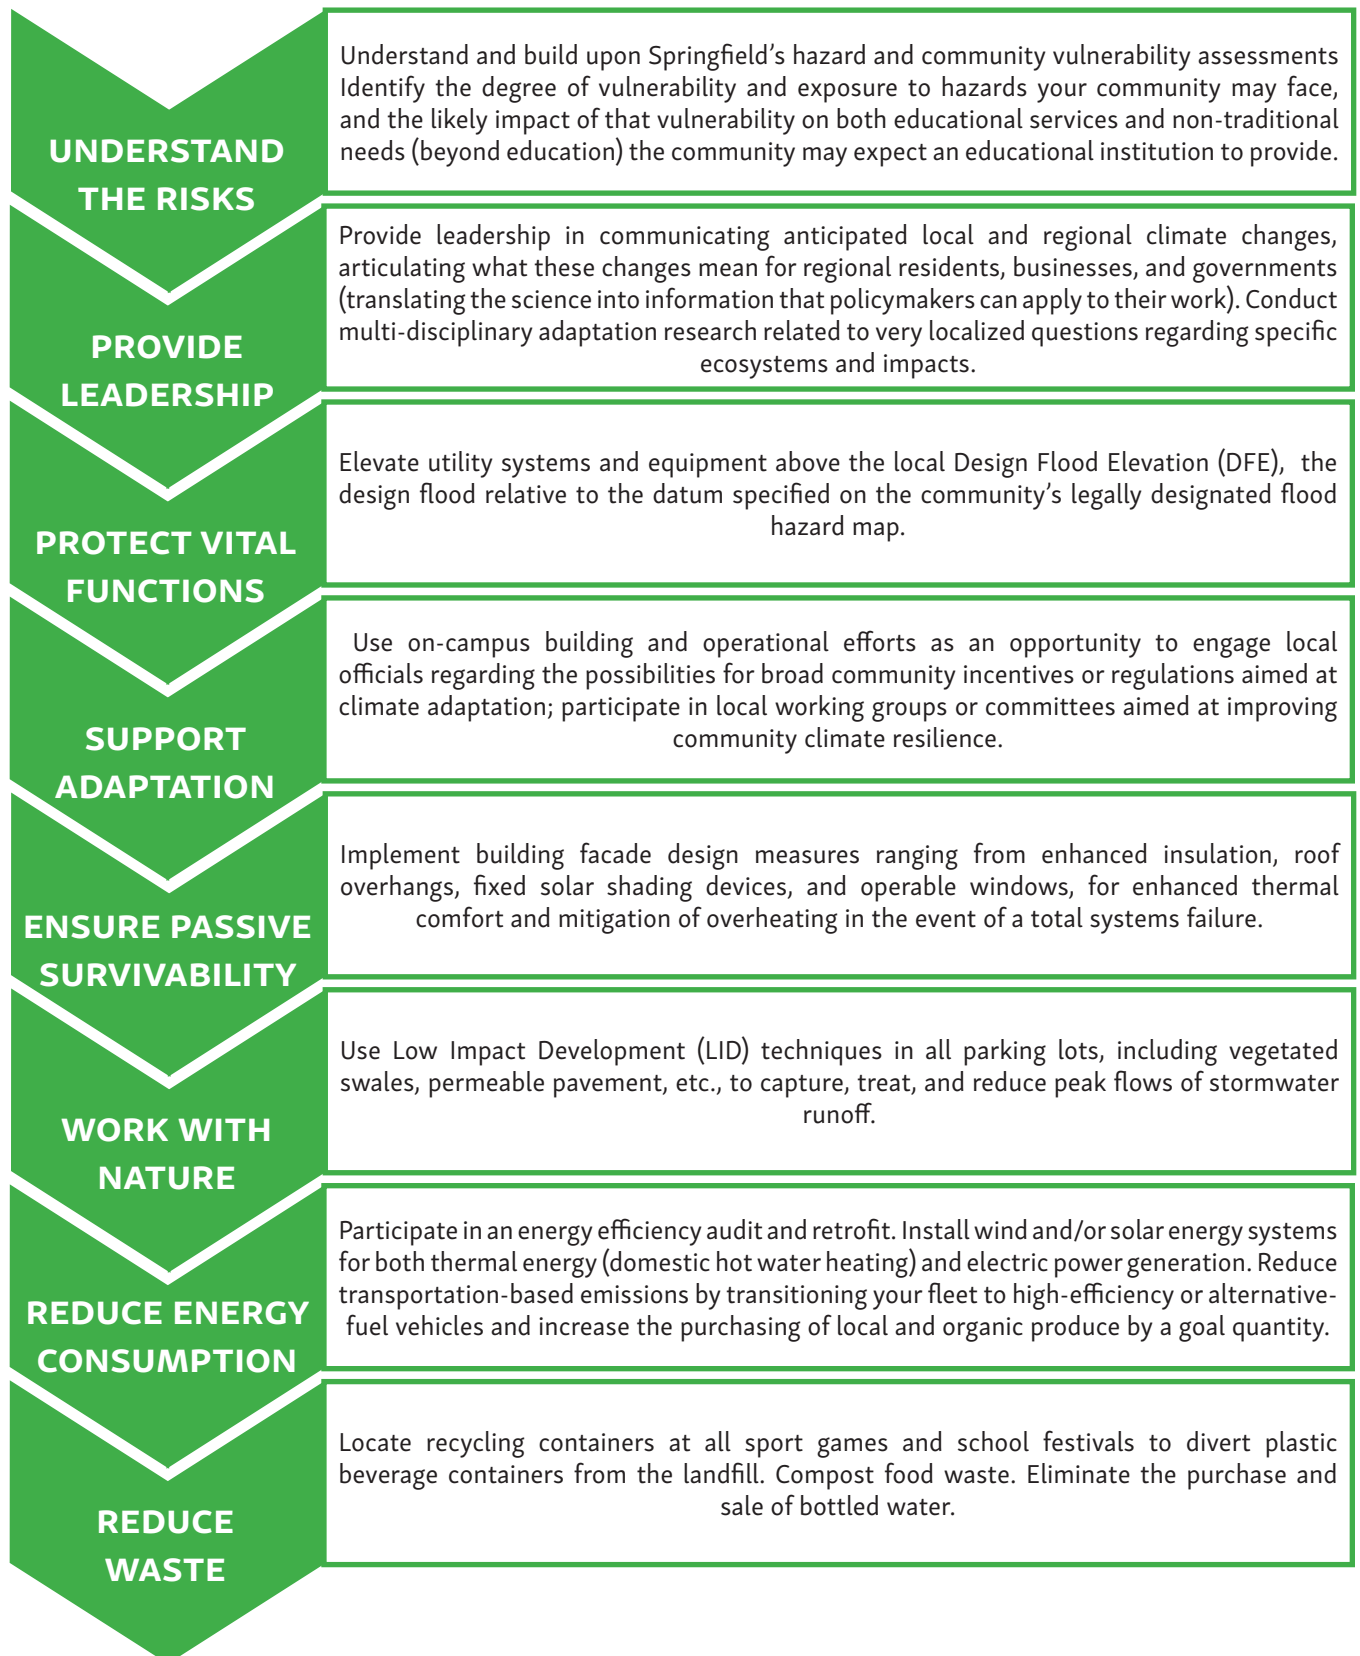 UNDERSTAND
THE RISKS
Understand and build upon Springfield’s hazard and community vulnerability assessments
Identify the degree of vulnerability and exposure to hazards your community may face,
and the likely impact of that vulnerability on both educational services and non-traditional
needs (beyond education) the community may expect an educational institution to provide.
PROVIDE
LEADERSHIP
Provide leadership in communicating anticipated local and regional climate changes,
articulating what these changes mean for regional residents, businesses, and governments
(translating the science into information that policymakers can apply to their work). Conduct
multi-disciplinary adaptation research related to very localized questions regarding specific
ecosystems and impacts.
PROTECT VITAL
FUNCTIONS
Elevate utility systems and equipment above the local Design Flood Elevation (DFE), the
design flood relative to the datum specified on the community’s legally designated flood
hazard map.
SUPPORT
ADAPTATION
Use on-campus building and operational efforts as an opportunity to engage local
officials regarding the possibilities for broad community incentives or regulations aimed at
climate adaptation; participate in local working groups or committees aimed at improving
community climate resilience.
ENSURE PASSIVE
SURVIVABILITY
Implement building facade design measures ranging from enhanced insulation, roof
overhangs, fixed solar shading devices, and operable windows, for enhanced thermal
comfort and mitigation of overheating in the event of a total systems failure.
WORK WITH
NATURE
Use Low Impact Development (LID) techniques in all parking lots, including vegetated
swales, permeable pavement, etc., to capture, treat, and reduce peak flows of stormwater
runoff.
REDUCE ENERGY
CONSUMPTION
Participate in an energy efficiency audit and retrofit. Install wind and/or solar energy systems
for both thermal energy (domestic hot water heating) and electric power generation. Reduce
transportation-based emissions by transitioning your fleet to high-efficiency or alternative-
fuel vehicles and increase the purchasing of local and organic produce by a goal quantity.
REDUCE
WASTE
Locate recycling containers at all sport games and school festivals to divert plastic
beverage containers from the landfill. Compost food waste. Eliminate the purchase and
sale of bottled water.